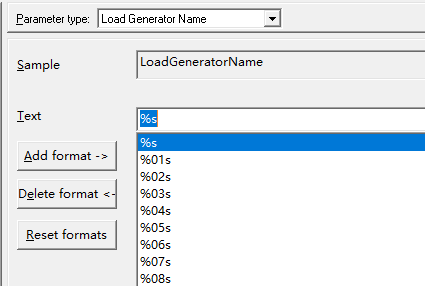 Parameter type: Load Generator Name
Sample LoadGeneratorName
Text %s
%s
Add format -> %01s
%02s
Delete format <- %03s
%04s
%05s
Reset formats %06s
%07s
%08s